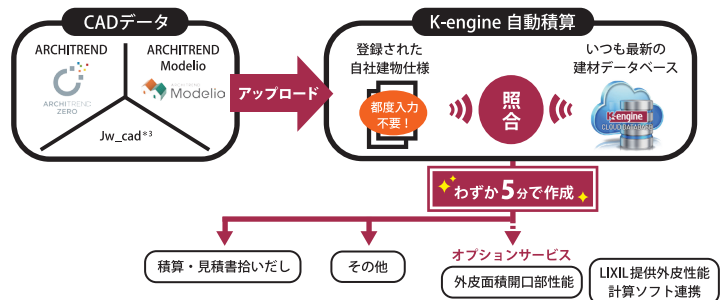 CADデータ
ARCHITREND
ARCHITREND
ZERO
ARCHITREND
Modelio
ARCHITREND
Modelio
Jw_cad*3
アップロード
K-engine 自動積算
登録された
自社建物仕様
都度入力
不要！
照
合
いつも最新の
建材データベース
K-engine
CLOUD DATABASE
わずか5分で作成
積算・見積書拾いだし
その他
オプションサービス
外皮面積開口部性能
LIXIL提供外皮性能
計算ソフト連携